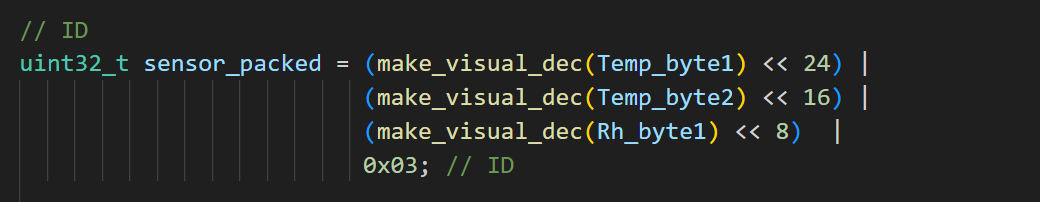 // ID
uint32_t sensor_packed = (make_visual_dec(Temp_byte1) << 24) |
(make_visual_dec(Temp_byte2) << 16) |
(make_visual_dec(Rh_byte1) << 8)  |
0x03; // ID